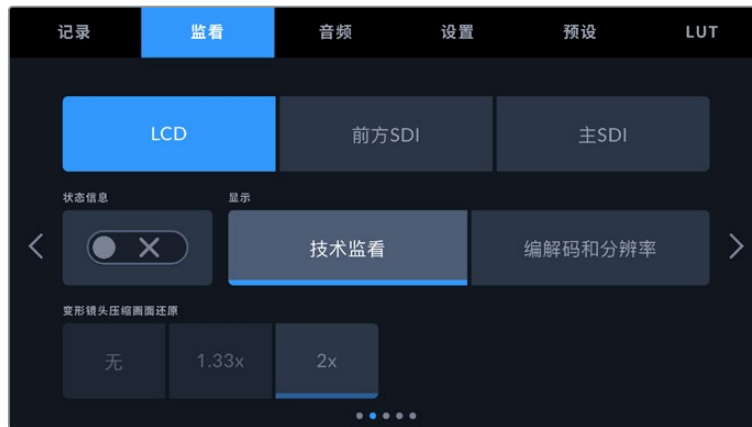 记录 监看 音频 设置 预设 LUT
LCD 前方SDI 主SDI
状态信息 显示
技术监看 编解码和分辨率
变形镜头压缩画面还原
无 1.33x 2x